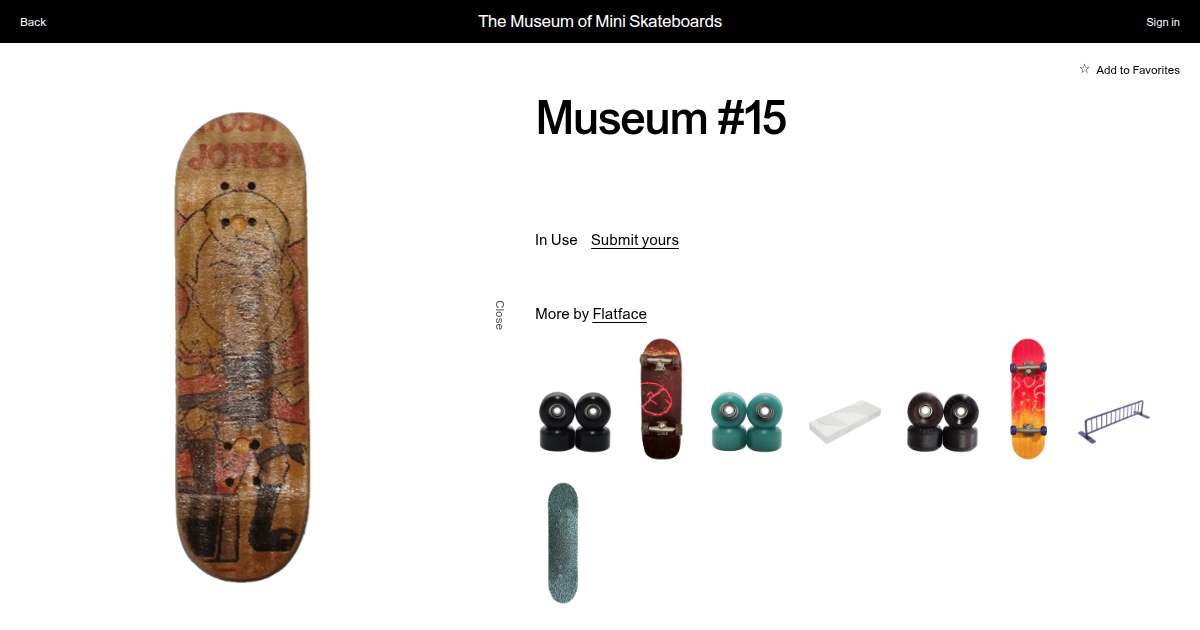 Back
The Museum of Mini Skateboards
Sign in
☆ Add to Favorites
Museum #15
JONES
In Use Submit yours
Close
More by Flatface